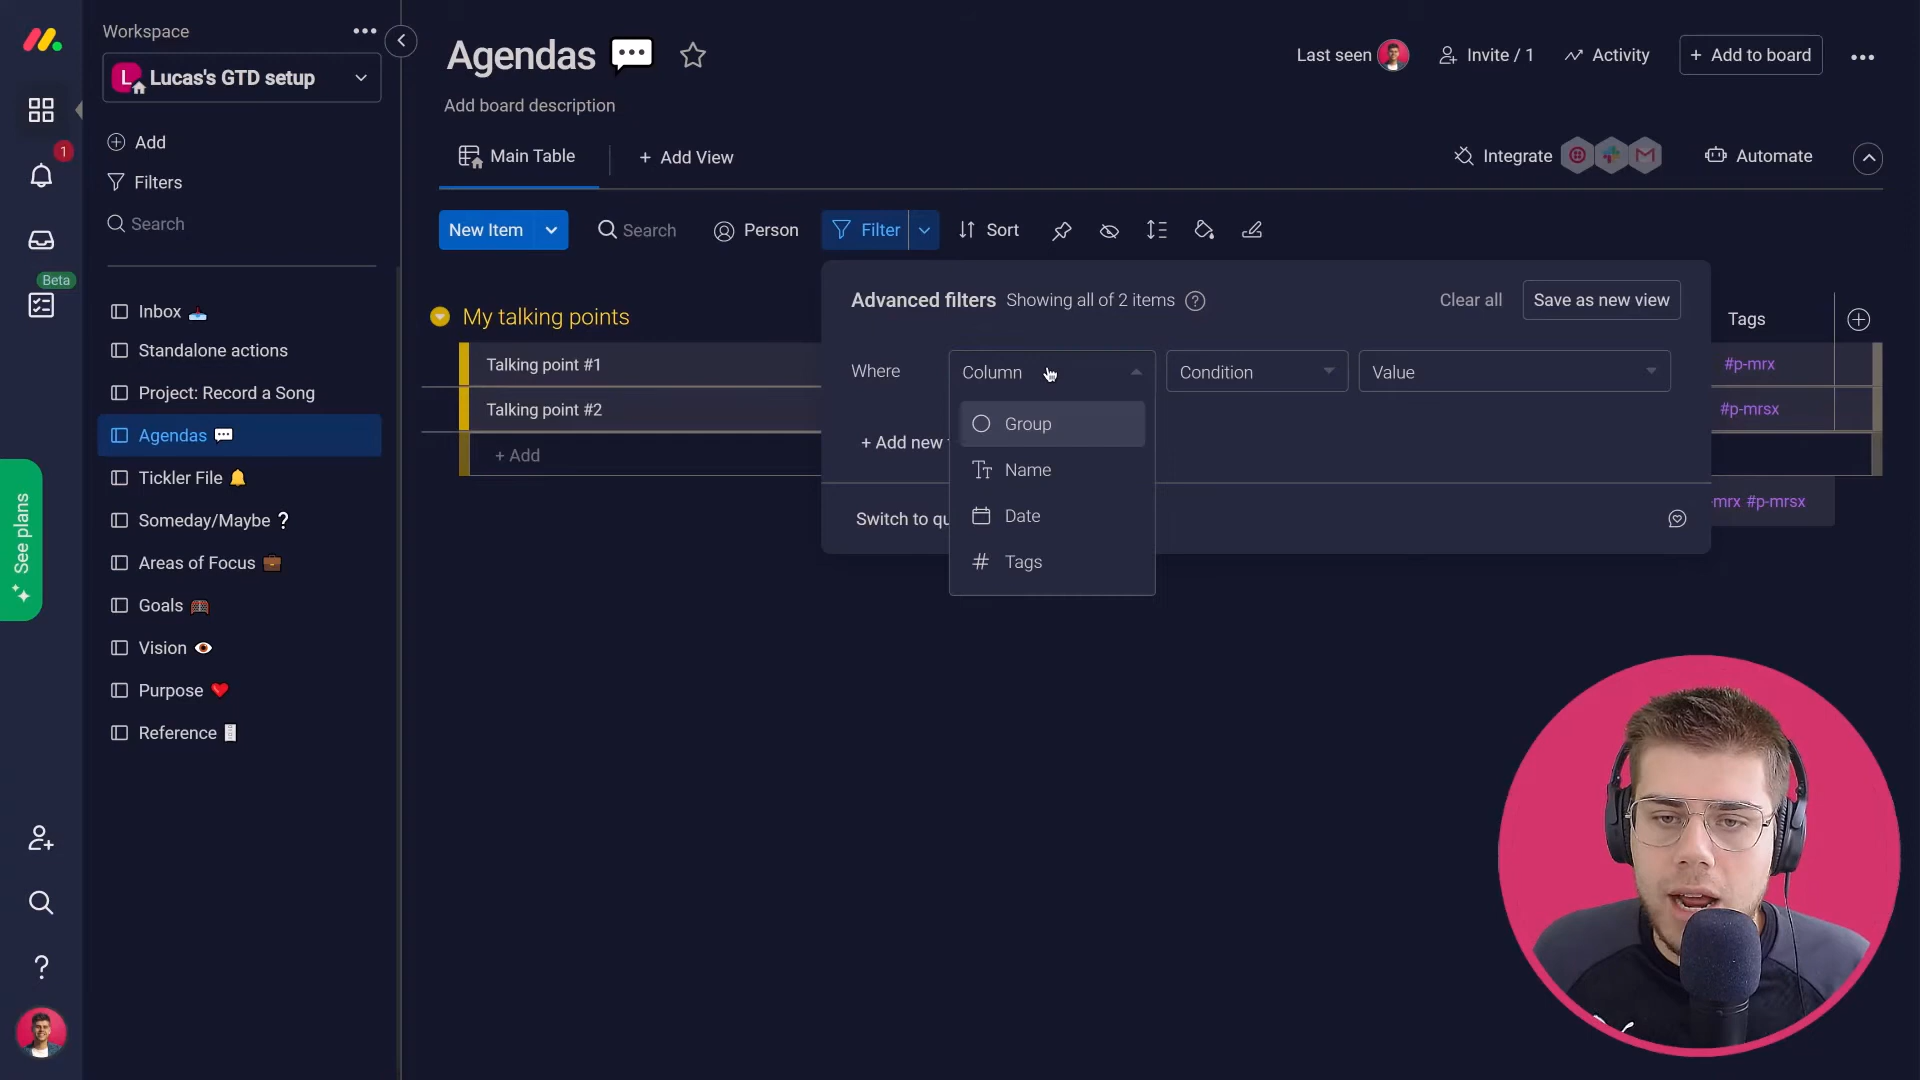 Workspace
L Lucas's GTD setup
Add
Filters
Search
Inbox
Standalone actions
Project: Record a Song
Agendas
Tickler File
Someday/Maybe ?
Areas of Focus
Goals
Vision
Purpose
Reference
1
Beta
See plans
Agendas
Last seen
Invite / 1
Activity
+ Add to board
Add board description
Main Table
+ Add View
Integrate
Automate
New Item
Search
Person
Filter
Sort
My talking points
Talking point #1
Talking point #2
+ Add
Advanced filters
Showing all of 2 items
Clear all
Save as new view
Where
Column
Condition
Value
Group
Name
Date
Tags
+ Add new
Switch to qu
Tags
#p-mrx
#p-mrsx
-mrx #p-mrsx